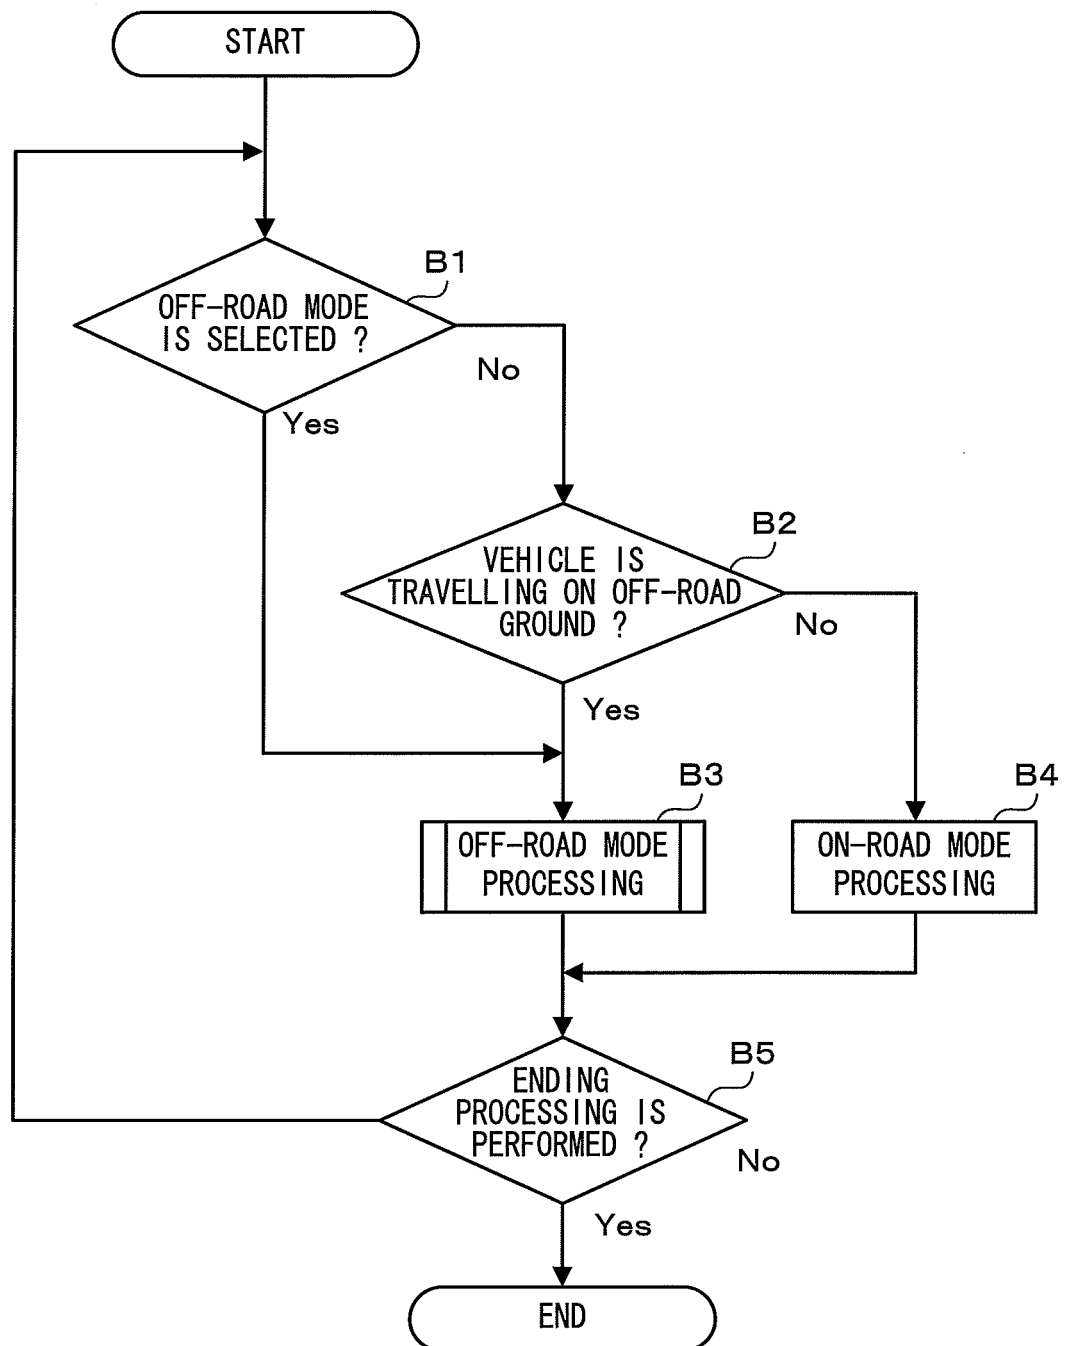 START
B1
OFF-ROAD MODE
IS SELECTED ?
No
Yes
B2
VEHICLE IS
TRAVELLING ON OFF-ROAD
GROUND ?
No
Yes
B3
OFF-ROAD MODE
PROCESSING
B4
ON-ROAD MODE
PROCESSING
B5
ENDING
PROCESSING IS
PERFORMED ?
No
Yes
END